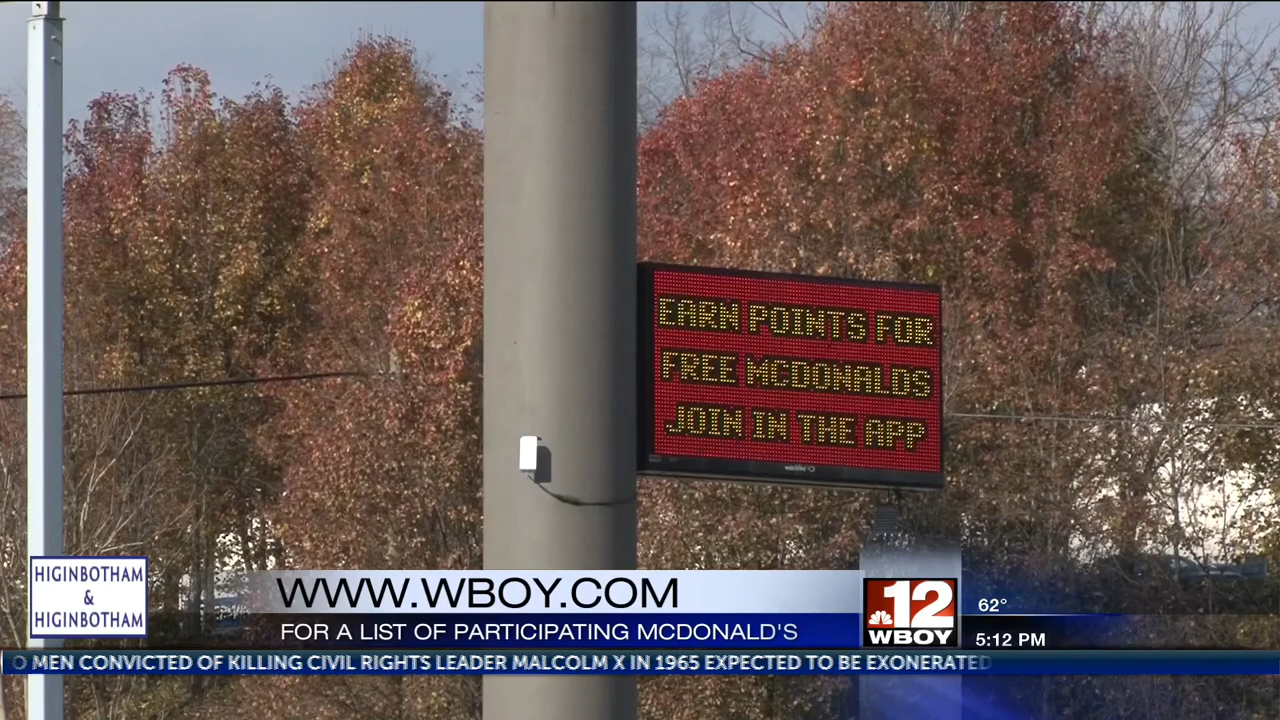 EARN POINTS FOR
FREE MCDONALDS
JOIN IN THE APP
watchfire
HIGINBOTHAM
&
HIGINBOTHAM
WWW.WBOY.COM
FOR A LIST OF PARTICIPATING MCDONALD'S
12
WBOY
62°
5:12 PM
O MEN CONVICTED OF KILLING CIVIL RIGHTS LEADER MALCOLM X IN 1965 EXPECTED TO BE EXONERATED